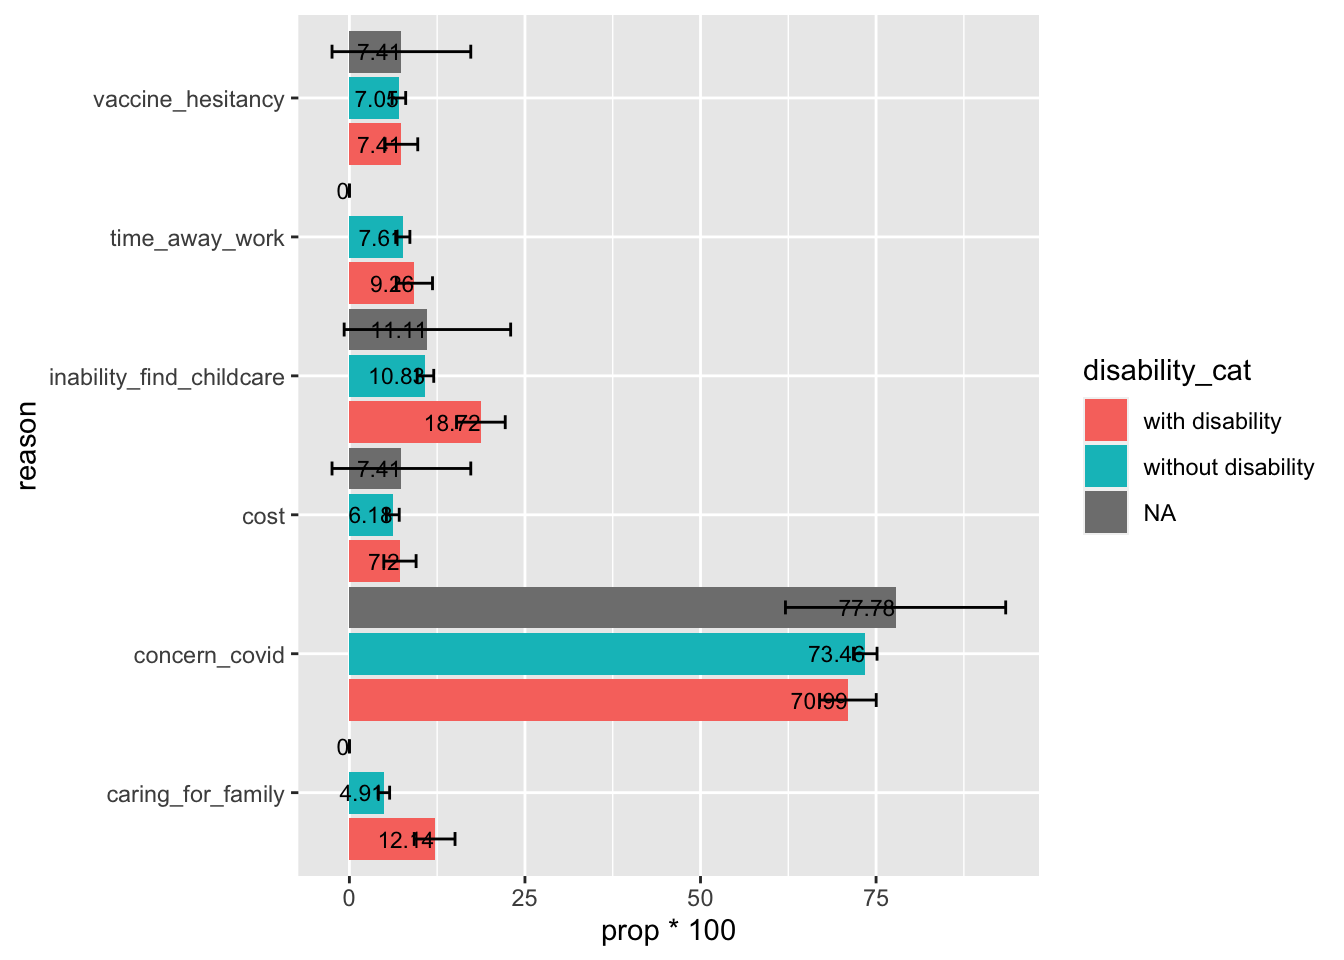 7.41
vaccine_hesitancy
7.05
7.41
0
time_away_work
7.61
9.26
11.11
inability_find_childcare
10.83
18.72
7.41
cost
6.18
7.2
77.78
concern_covid
73.46
70.99
0
caring_for_family
4.91
12.14
reason
0 25 50 75
prop * 100
disability_cat
with disability
without disability
NA